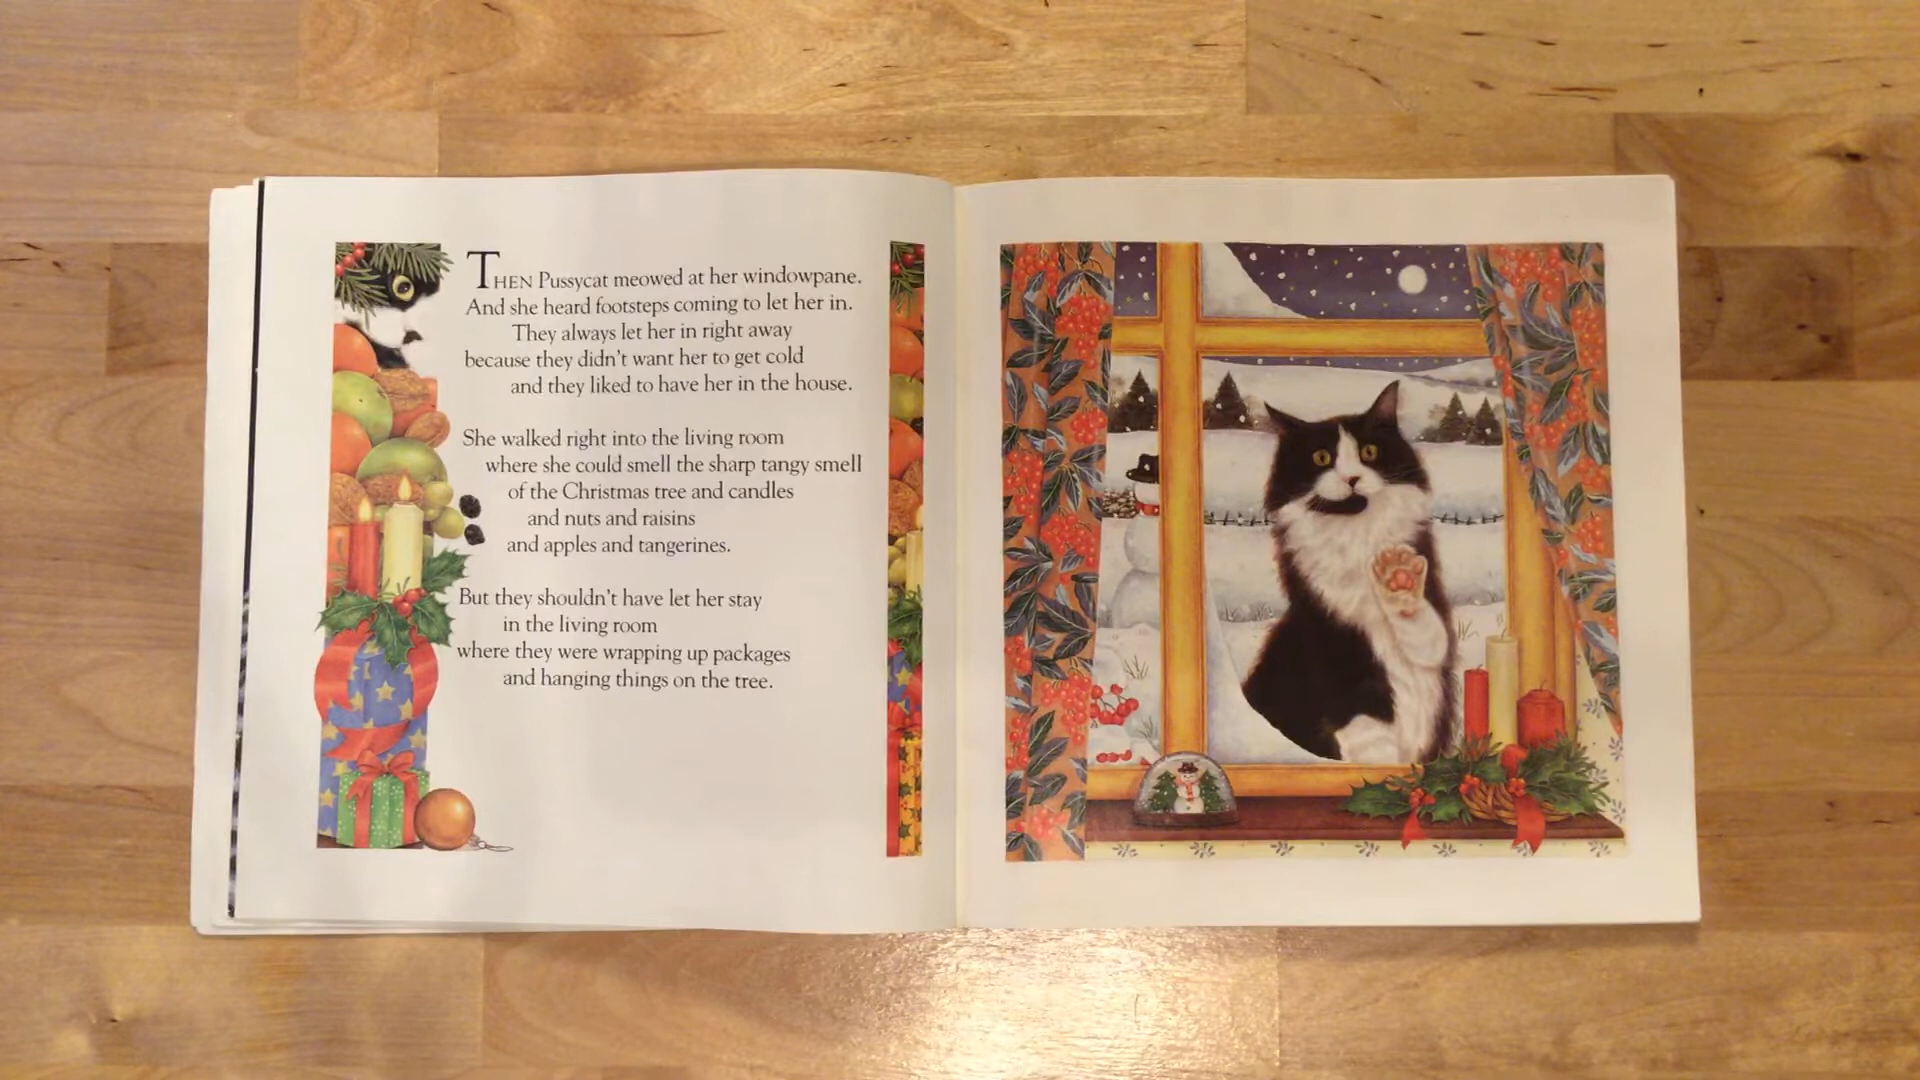 THEN Pussycat meowed at her windowpane.
And she heard footsteps coming to let her in.
They always let her in right away
because they didn't want her to get cold
and they liked to have her in the house.
She walked right into the living room
where she could smell the sharp tangy smell
of the Christmas tree and candles
and nuts and raisins
and apples and tangerines.
But they shouldn't have let her stay
in the living room
where they were wrapping up packages
and hanging things on the tree.